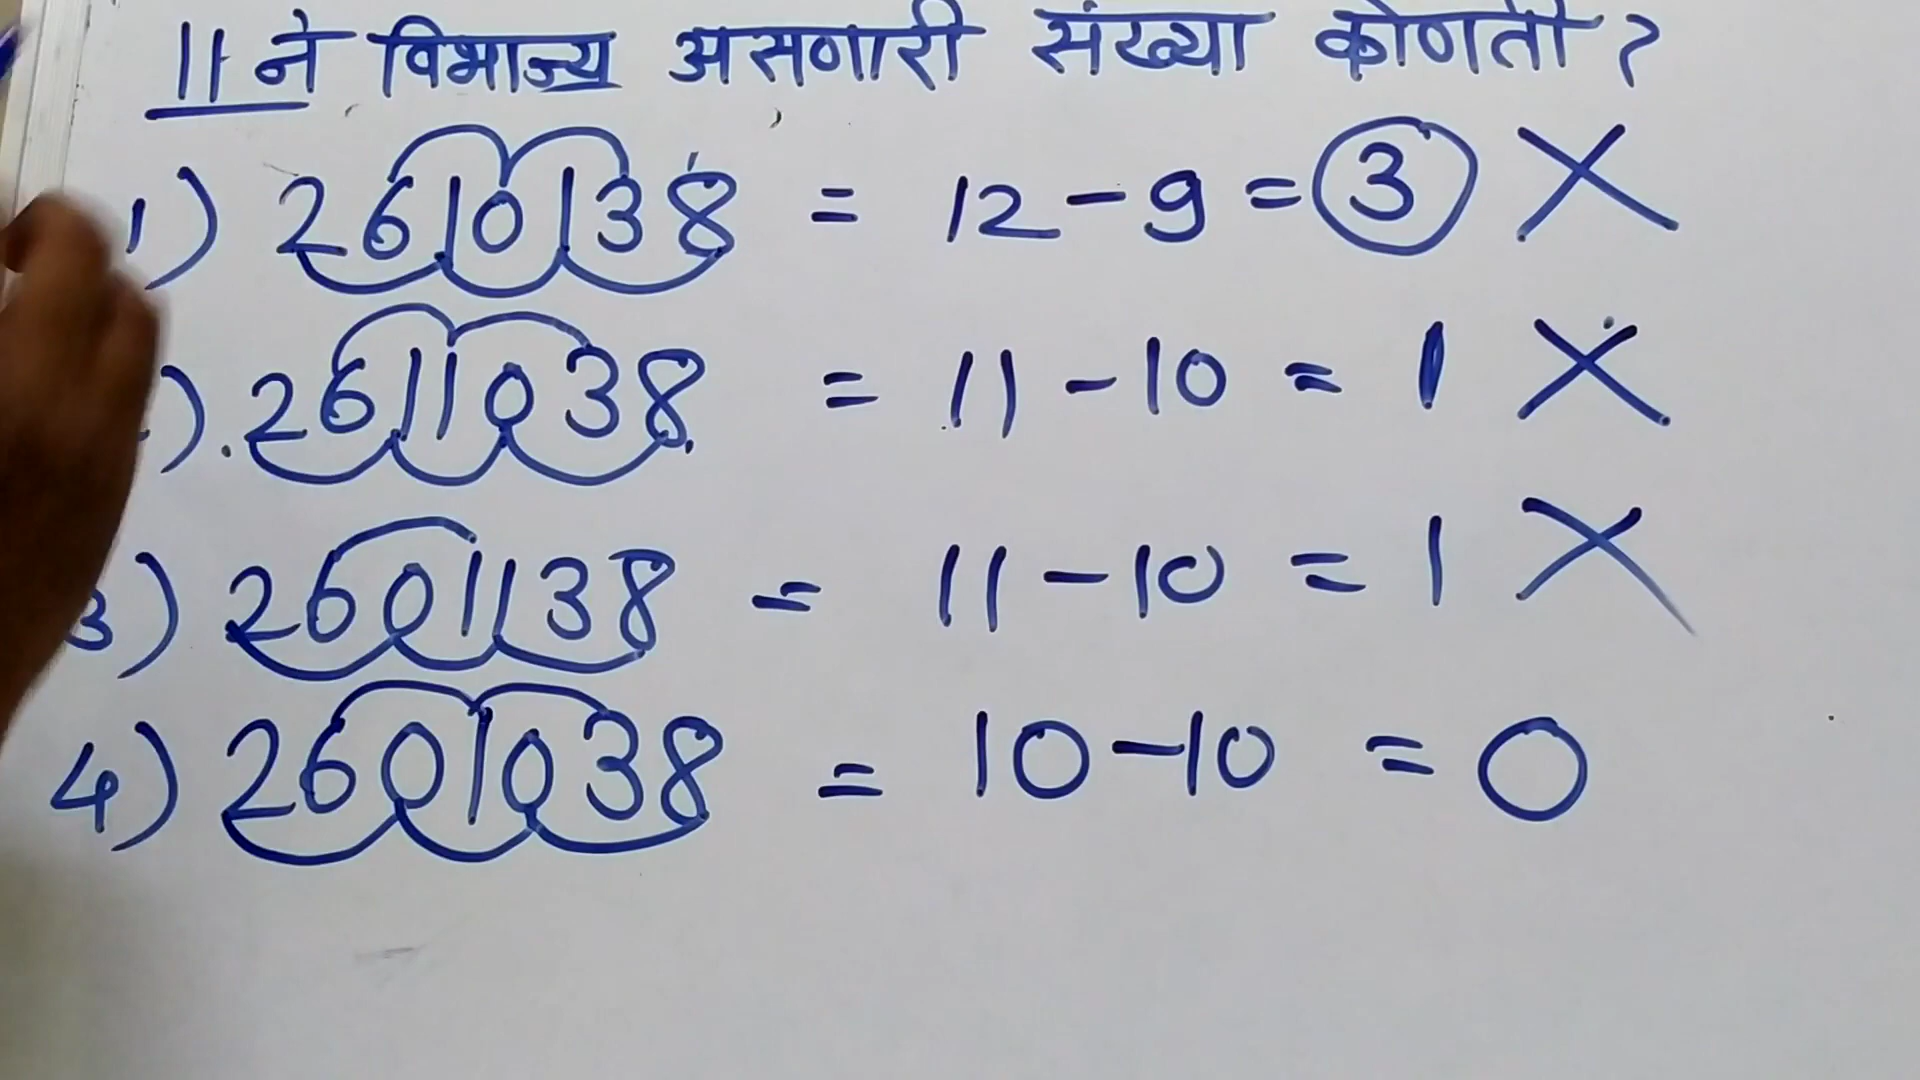 11 ने विभाज्य असणारी संख्या कोणती ?
1) 2610138 = 12 - 9 = 3 X
). 2611038 = 11 - 10 = 1 X
3) 2601138 = 11 - 10 = 1 X
4) 2601038 = 10 - 10 = 0